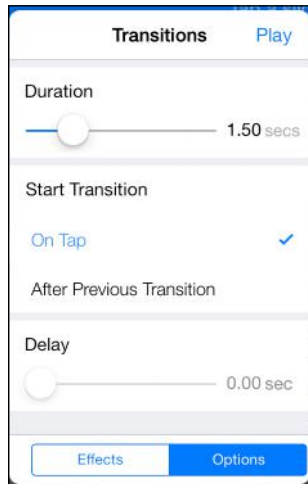 Transitions Play
Duration
1.50 secs
Start Transition
On Tap
After Previous Transition
Delay
0.00 sec
Effects Options